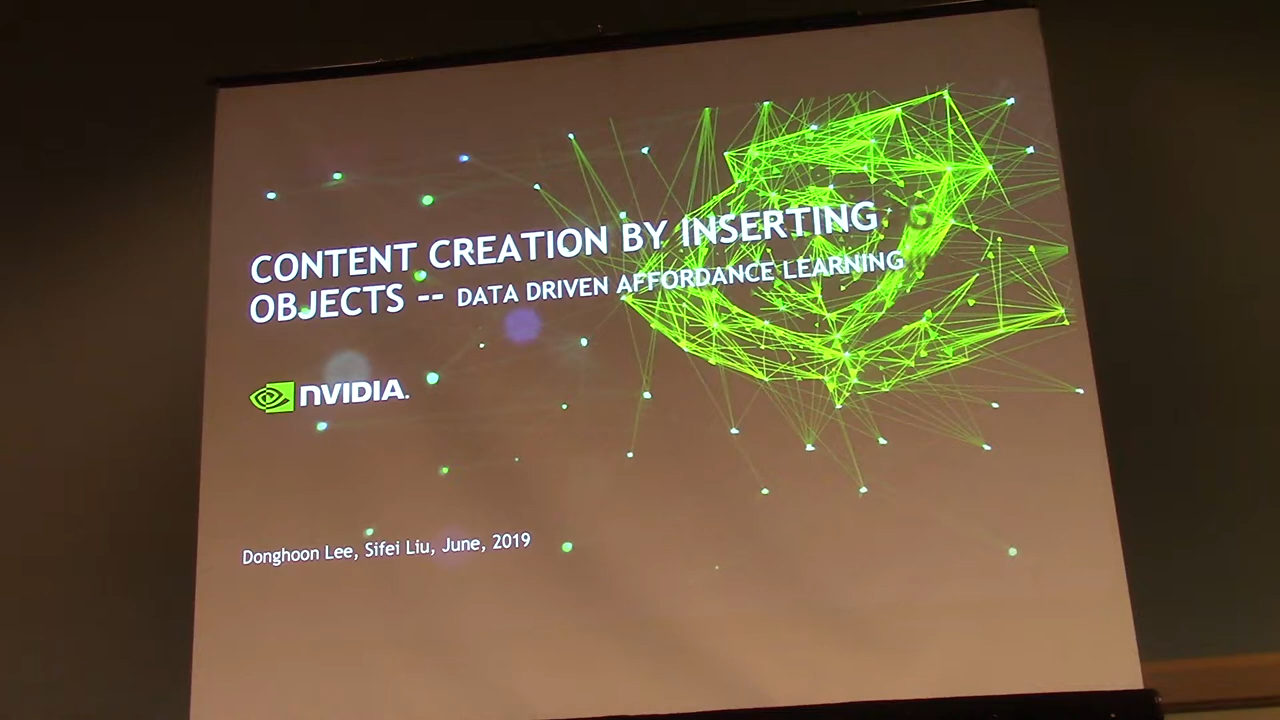 CONTENT CREATION BY INSERTING
OBJECTS -- DATA DRIVEN AFFORDANCE LEARNING
NVIDIA.
Donghoon Lee, Sifei Liu, June, 2019